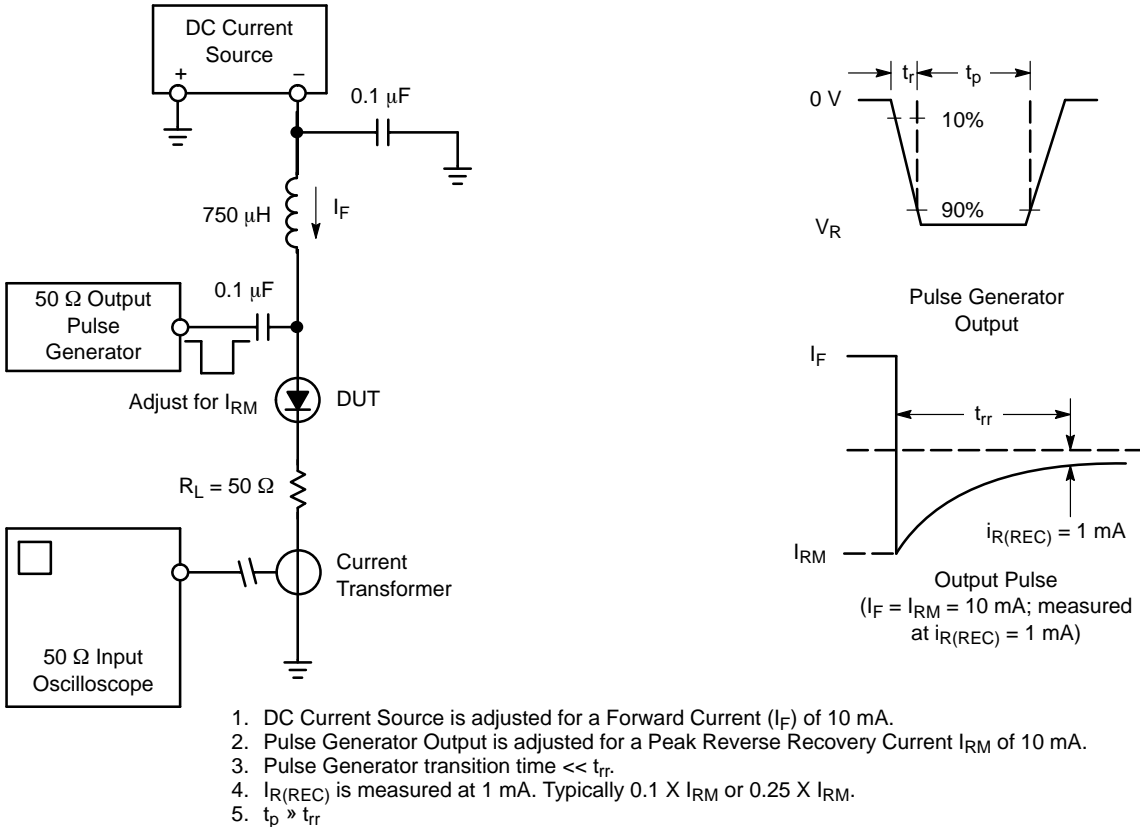 DC Current
Source
+ −
0.1 μF
750 μH
I_F
50 Ω Output
Pulse
Generator
0.1 μF
Adjust for I_RM
DUT
R_L = 50 Ω
Current
Transformer
50 Ω Input
Oscilloscope
t_r t_p
0 V
10%
90%
V_R
Pulse Generator
Output
I_F
t_rr
i_R(REC) = 1 mA
I_RM
Output Pulse
(I_F = I_RM = 10 mA; measured
at i_R(REC) = 1 mA)
1. DC Current Source is adjusted for a Forward Current (I_F) of 10 mA.
2. Pulse Generator Output is adjusted for a Peak Reverse Recovery Current I_RM of 10 mA.
3. Pulse Generator transition time << t_rr.
4. I_R(REC) is measured at 1 mA. Typically 0.1 X I_RM or 0.25 X I_RM.
5. t_p » t_rr